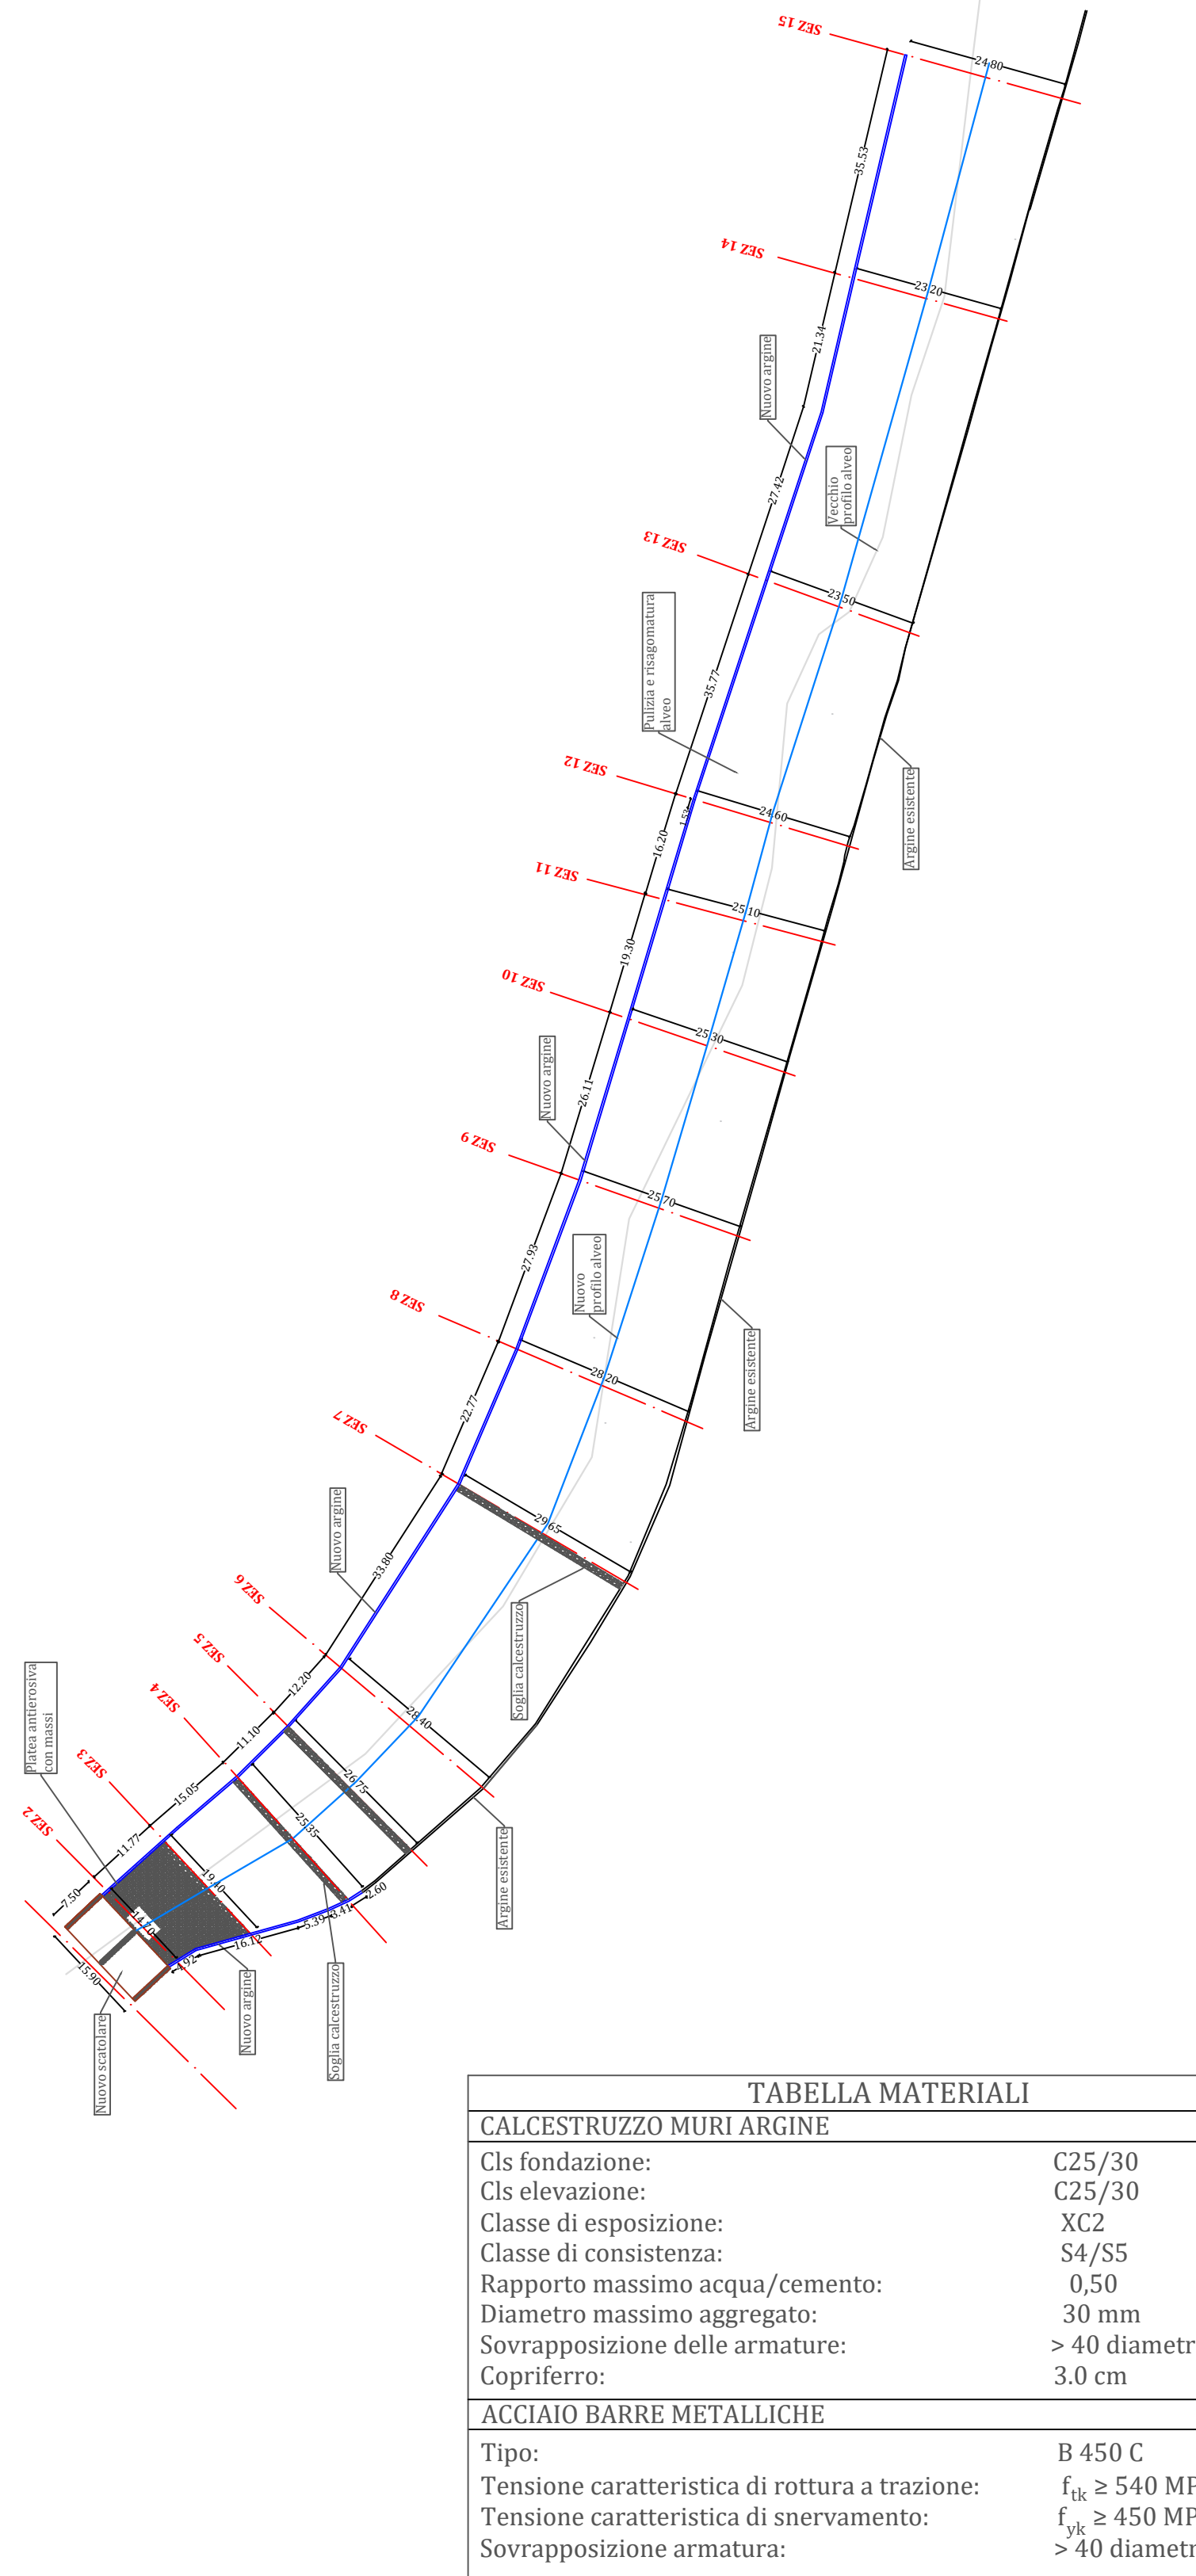 SEZ 15
24.80
35.53
SEZ 14
23.20
21.34
Nuovo argine
27.42
Vecchio
profilo alveo
SEZ 13
23.50
Pulizia e risagomatura
alveo
35.77
Argine esistente
SEZ 12
24.60
1.53
16.20
SEZ 11
25.10
19.30
SEZ 10
25.30
Nuovo argine
26.11
SEZ 9
25.70
27.93
Nuovo
profilo alveo
SEZ 8
28.20
Argine esistente
22.77
SEZ 7
29.65
Nuovo argine
33.80
Soglia calcestruzzo
SEZ 6
28.40
12.20
SEZ 5
26.75
11.10
SEZ 4
25.35
Argine esistente
15.05
Platea antierosiva
con massi
SEZ 3
19.40
11.77
SEZ 2
7.50
14.70
2.60
3.41
5.39
16.12
4.92
15.90
Nuovo argine
Soglia calcestruzzo
Nuovo scatolare
TABELLA MATERIALI
CALCESTRUZZO MURI ARGINE
Cls fondazione: C25/30
Cls elevazione: C25/30
Classe di esposizione: XC2
Classe di consistenza: S4/S5
Rapporto massimo acqua/cemento: 0,50
Diametro massimo aggregato: 30 mm
Sovrapposizione delle armature: > 40 diametr
Copriferro: 3.0 cm
ACCIAIO BARRE METALLICHE
Tipo: B 450 C
Tensione caratteristica di rottura a trazione: ftk ≥ 540 MP
Tensione caratteristica di snervamento: fyk ≥ 450 MP
Sovrapposizione armatura: > 40 diametr